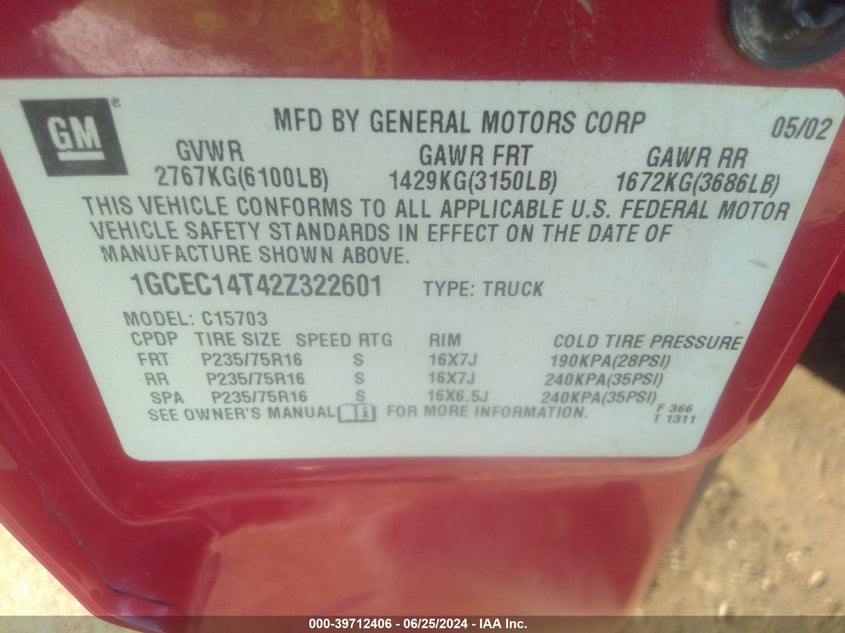 GM
MFD BY GENERAL MOTORS CORP 05/02
GVWR GAWR FRT GAWR RR
2767KG(6100LB) 1429KG(3150LB) 1672KG(3686LB)
THIS VEHICLE CONFORMS TO ALL APPLICABLE U.S. FEDERAL MOTOR
VEHICLE SAFETY STANDARDS IN EFFECT ON THE DATE OF
MANUFACTURE SHOWN ABOVE.
1GCEC14T42Z322601 TYPE: TRUCK
MODEL: C15703
CPDP TIRE SIZE SPEED RTG RIM COLD TIRE PRESSURE
FRT P235/75R16 S 16X7J 190KPA(28PSI)
RR P235/75R16 S 16X7J 240KPA(35PSI)
SPA P235/75R16 S 16X6.5J 240KPA(35PSI)
SEE OWNER'S MANUAL FOR MORE INFORMATION.
F 366
T 1311
000-39712406 - 06/25/2024 - IAA Inc.